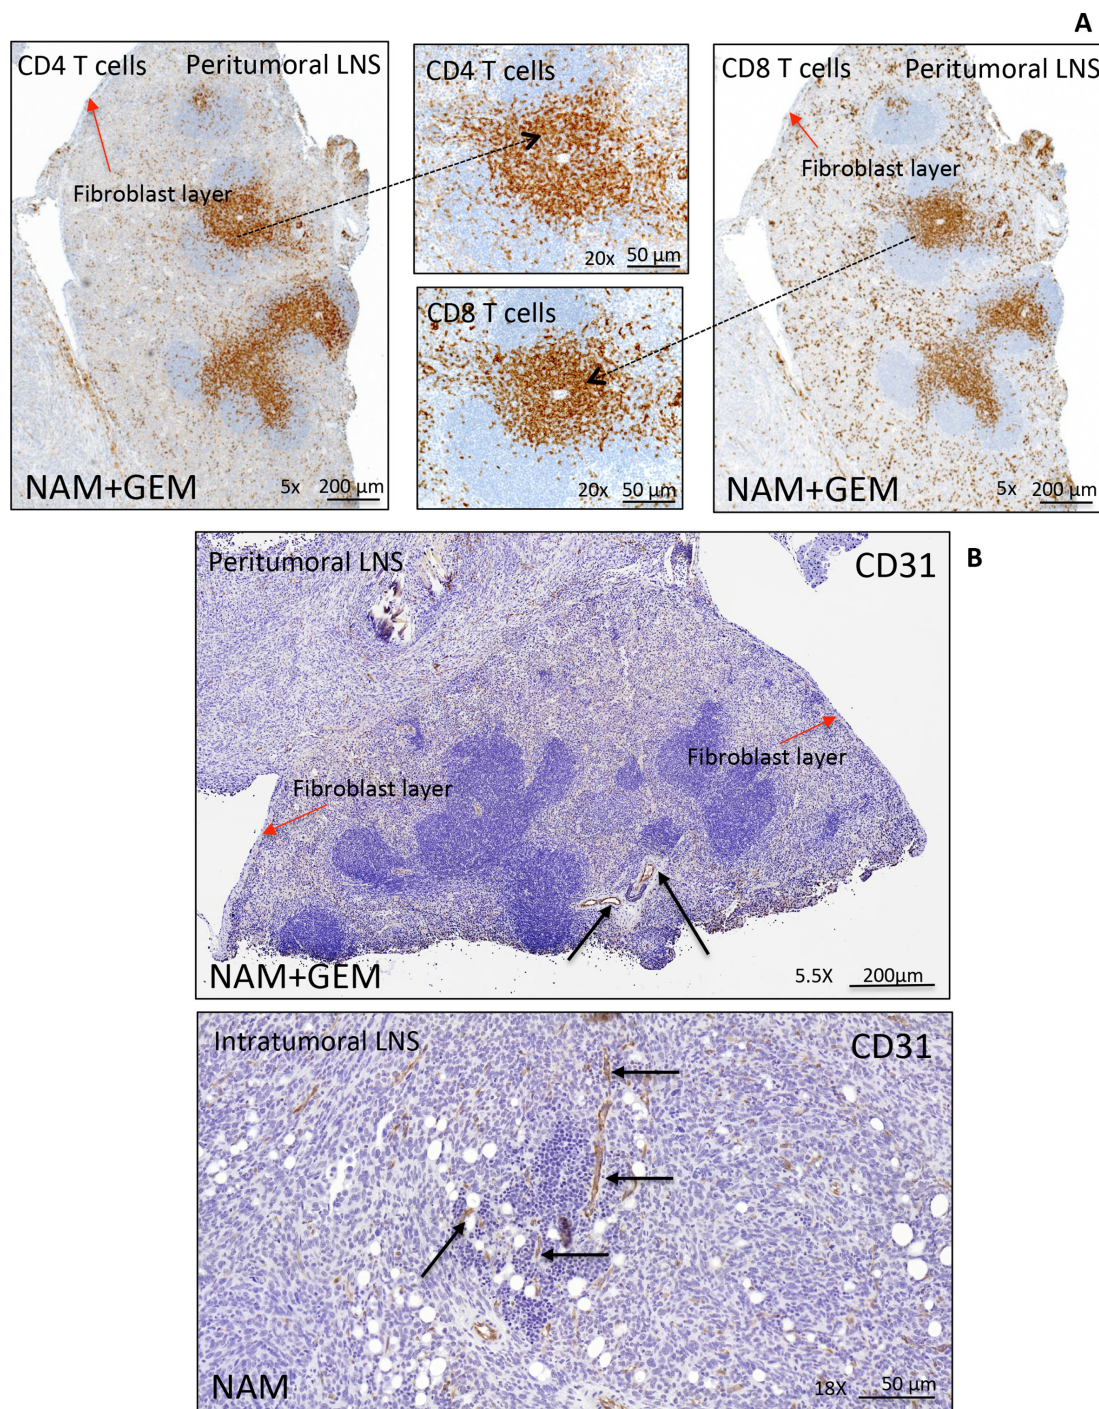 A
CD4 T cells
Peritumoral LNS
Fibroblast layer
NAM+GEM
5x 200 µm
CD4 T cells
20x 50 µm
CD8 T cells
20x 50 µm
CD8 T cells
Peritumoral LNS
Fibroblast layer
NAM+GEM
5x 200 µm
B
Peritumoral LNS
CD31
Fibroblast layer
Fibroblast layer
NAM+GEM
5.5X 200µm
Intratumoral LNS
CD31
NAM
18X 50 µm